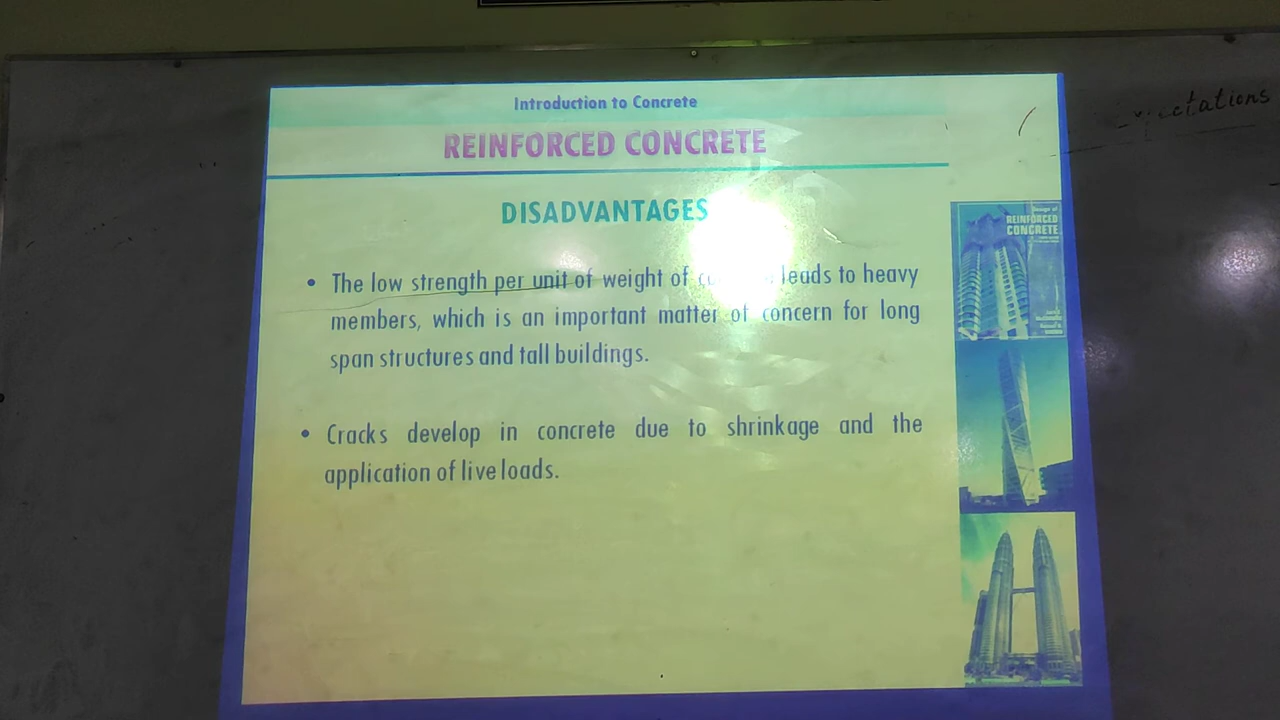 Introduction to Concrete
REINFORCED CONCRETE
DISADVANTAGES
• The low strength per unit of weight of leads to heavy
members, which is an important matter of concern for long
span structures and tall buildings.
• Cracks develop in concrete due to shrinkage and the
application of live loads.
Design of
REINFORCED
CONCRETE